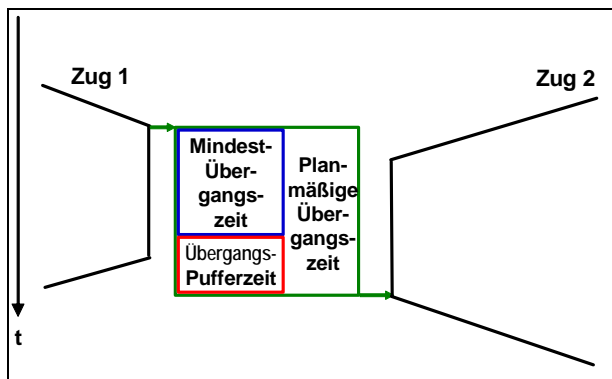 Zug 1
Zug 2
Mindest-
Über-
gangs-
zeit
Übergangs-
Pufferzeit
Plan-
mäßige
Über-
gangs-
zeit
t